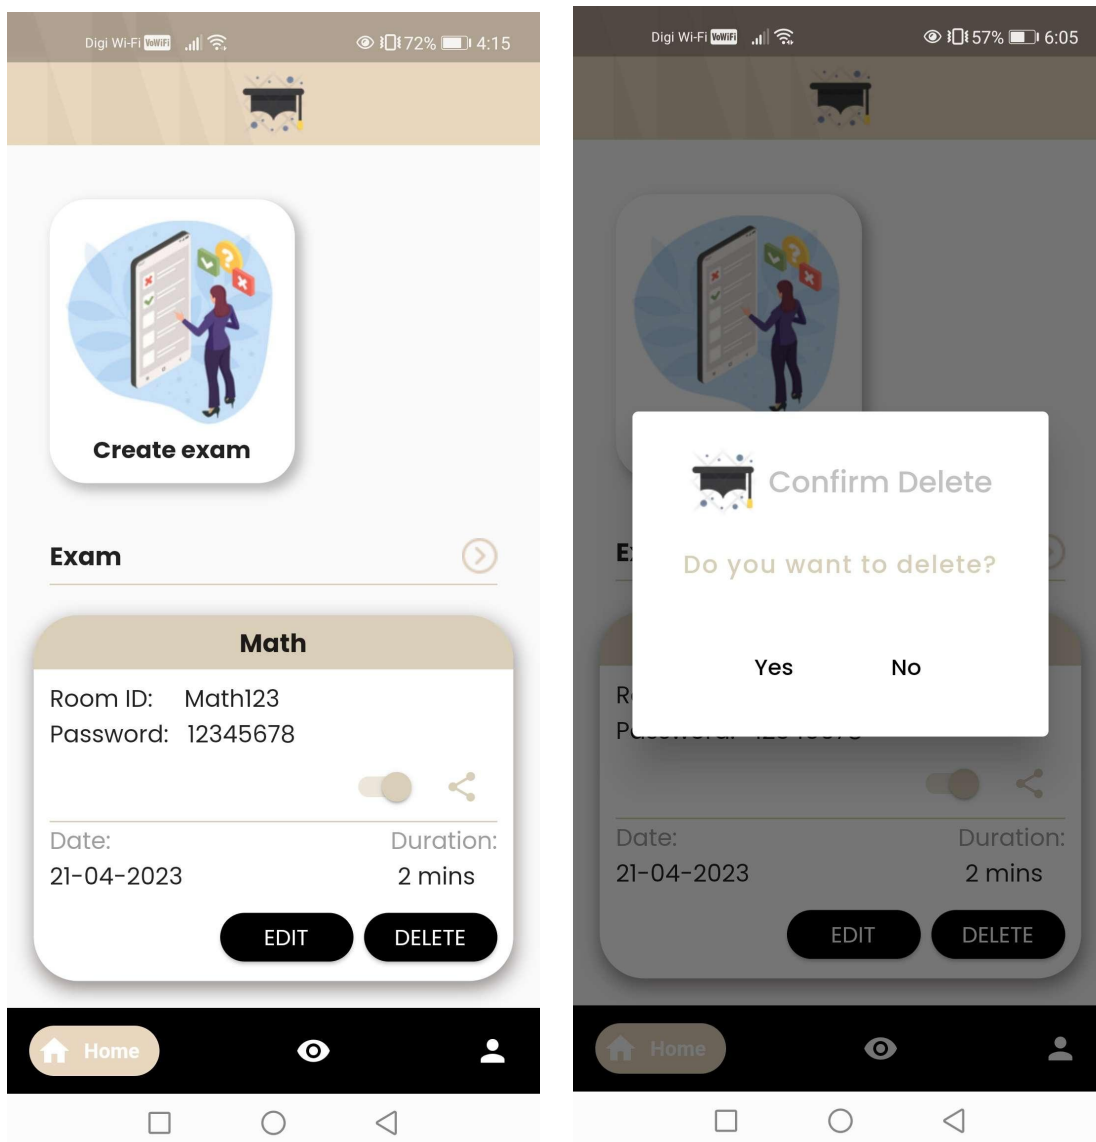 Digi Wi-Fi VoWiFi 72% 4:15
Create exam
Exam
Math
Room ID: Math123
Password: 12345678
Date: Duration:
21-04-2023 2 mins
EDIT DELETE
Home
Digi Wi-Fi VoWiFi 57% 6:05
Confirm Delete
Do you want to delete?
Yes No
Date: Duration:
21-04-2023 2 mins
EDIT DELETE
Home